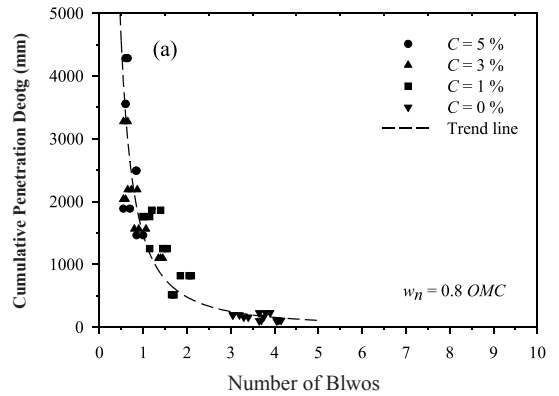 5000
(a)
C = 5 %
C = 3 %
C = 1 %
C = 0 %
Trend line
4000
3000
2000
1000
0
Cumulative Penetration Deotg (mm)
w_n = 0.8 OMC
0 1 2 3 4 5 6 7 8 9 10
Number of Blwos